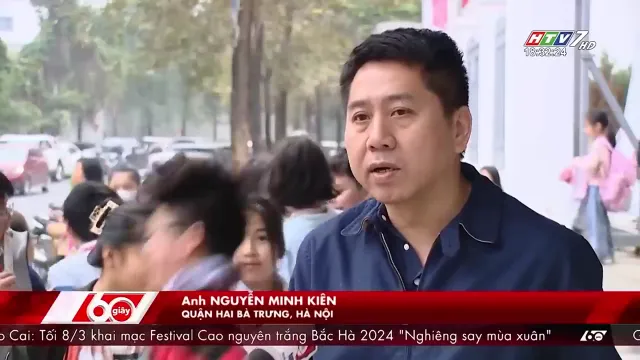 HTV7 HD
18:32:24
60 giây
Anh NGUYỄN MINH KIÊN
QUẬN HAI BÀ TRƯNG, HÀ NỘI
o Cai: Tối 8/3 khai mạc Festival Cao nguyên trắng Bắc Hà 2024 "Nghiêng say mùa xuân"
60